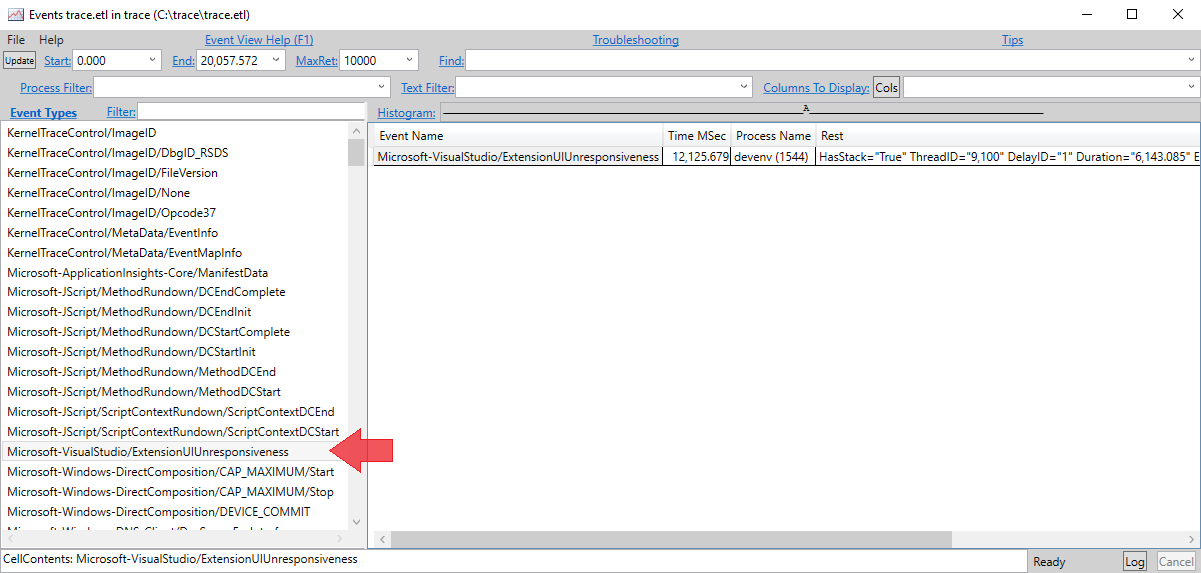 Events trace.etl in trace (C:\trace\trace.etl)
File Help Event View Help (F1) Troubleshooting Tips
Update Start: 0.000 End: 20,057.572 MaxRet: 10000 Find:
Process Filter: Text Filter: Columns To Display: Cols
Event Types Filter: Histogram: A
Event Name Time MSec Process Name Rest
Microsoft-VisualStudio/ExtensionUIUnresponsiveness 12,125.679 devenv (1544) HasStack="True" ThreadID="9,100" DelayID="1" Duration="6,143.085" E
KernelTraceControl/ImageID
KernelTraceControl/ImageID/DbgID_RSDS
KernelTraceControl/ImageID/FileVersion
KernelTraceControl/ImageID/None
KernelTraceControl/ImageID/Opcode37
KernelTraceControl/MetaData/EventInfo
KernelTraceControl/MetaData/EventMapInfo
Microsoft-ApplicationInsights-Core/ManifestData
Microsoft-JScript/MethodRundown/DCEndComplete
Microsoft-JScript/MethodRundown/DCEndInit
Microsoft-JScript/MethodRundown/DCStartComplete
Microsoft-JScript/MethodRundown/DCStartInit
Microsoft-JScript/MethodRundown/MethodDCEnd
Microsoft-JScript/MethodRundown/MethodDCStart
Microsoft-JScript/ScriptContextRundown/ScriptContextDCEnd
Microsoft-JScript/ScriptContextRundown/ScriptContextDCStart
Microsoft-VisualStudio/ExtensionUIUnresponsiveness
Microsoft-Windows-DirectComposition/CAP_MAXIMUM/Start
Microsoft-Windows-DirectComposition/CAP_MAXIMUM/Stop
Microsoft-Windows-DirectComposition/DEVICE_COMMIT
CellContents: Microsoft-VisualStudio/ExtensionUIUnresponsiveness Ready Log Cancel